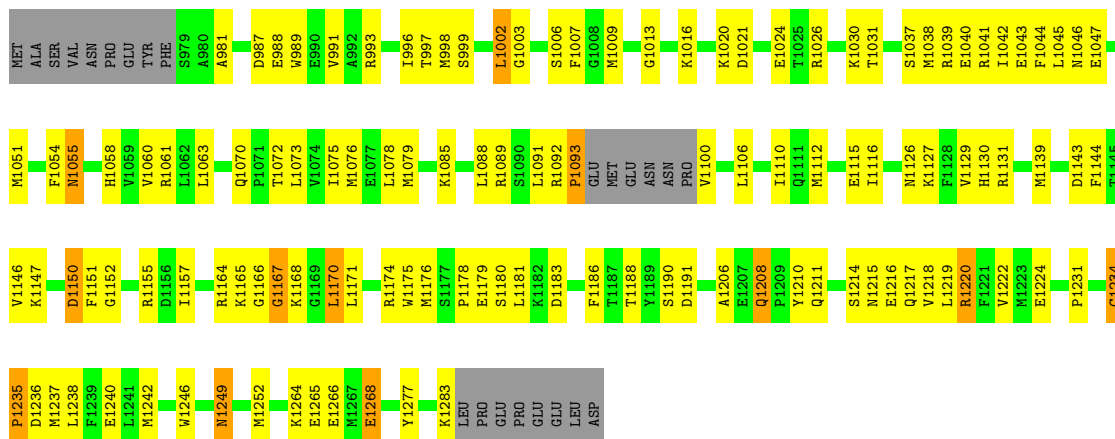 MET ALA SER VAL ASN PRO GLU TYR PHE S979 A980 A981 D987 E988 W989 E990 V991 A992 R993 I996 T997 M998 S999 L1002 G1003 S1006 F1007 G1008 M1009 G1013 K1016 K1020 D1021 E1024 T1025 R1026 K1030 T1031 S1037 M1038 R1039 E1040 R1041 I1042 E1043 F1044 L1045 N1046 E1047
M1051 F1054 N1055 H1058 V1059 V1060 R1061 L1062 L1063 Q1070 P1071 T1072 L1073 V1074 I1075 M1076 E1077 L1078 M1079 K1085 L1088 R1089 S1090 L1091 R1092 P1093 GLU MET GLU ASN ASN PRO V1100 L1106 I1110 Q1111 M1112 E1115 I1116 N1126 K1127 F1128 V1129 H1130 R1131 M1139 D1143 F1144 T1145
V1146 K1147 D1150 F1151 G1152 R1155 D1156 I1157 R1164 K1165 G1166 G1167 K1168 G1169 L1170 L1171 R1174 W1175 M1176 S1177 P1178 E1179 S1180 L1181 K1182 D1183 F1186 T1187 T1188 Y1189 S1190 D1191 A1206 E1207 Q1208 P1209 Y1210 Q1211 S1214 N1215 E1216 Q1217 V1218 L1219 R1220 F1221 V1222 M1223 E1224 P1231 G1234
P1235 D1236 M1237 L1238 F1239 E1240 L1241 M1242 W1246 N1249 M1252 K1264 E1265 E1266 M1267 E1268 Y1277 K1283 LEU PRO GLU PRO GLU GLU LEU ASP